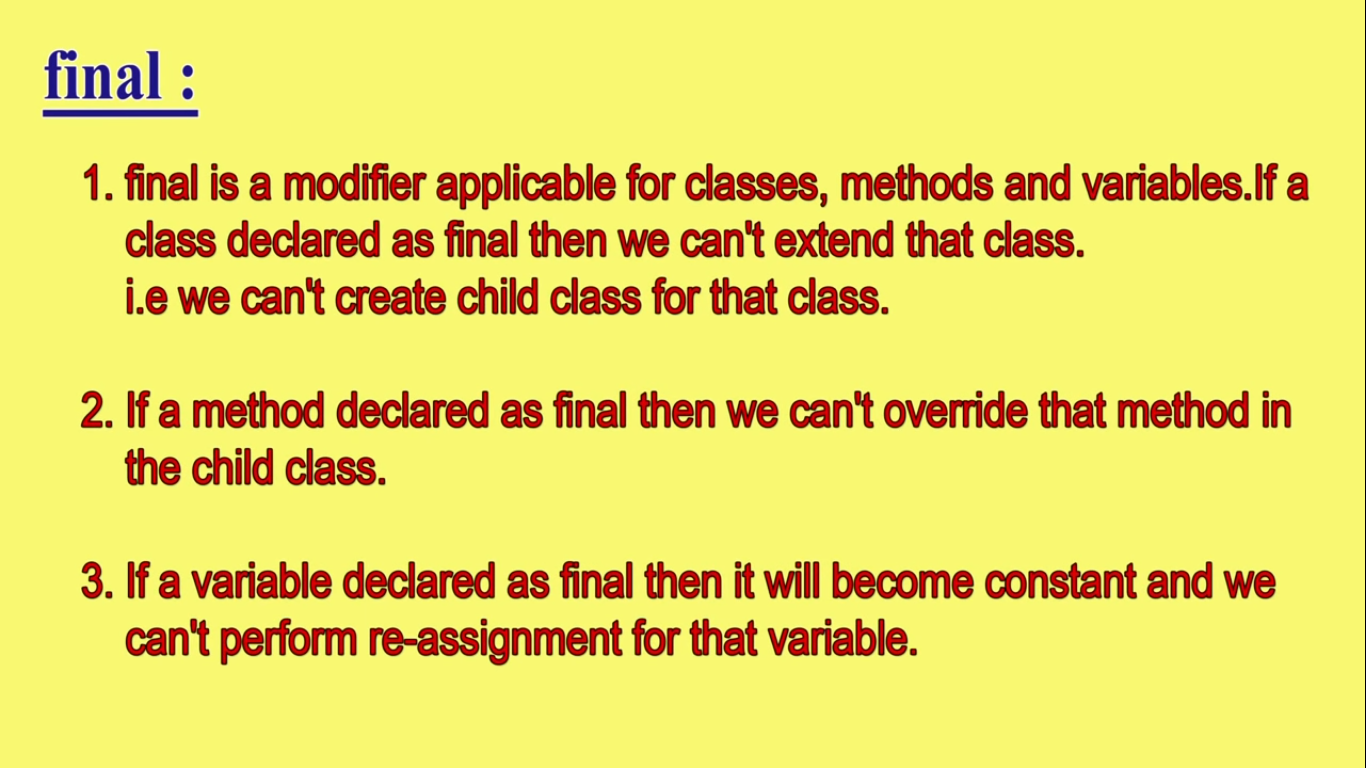 final :
1. final is a modifier applicable for classes, methods and variables.If a
class declared as final then we can't extend that class.
i.e we can't create child class for that class.
2. If a method declared as final then we can't override that method in
the child class.
3. If a variable declared as final then it will become constant and we
can't perform re-assignment for that variable.